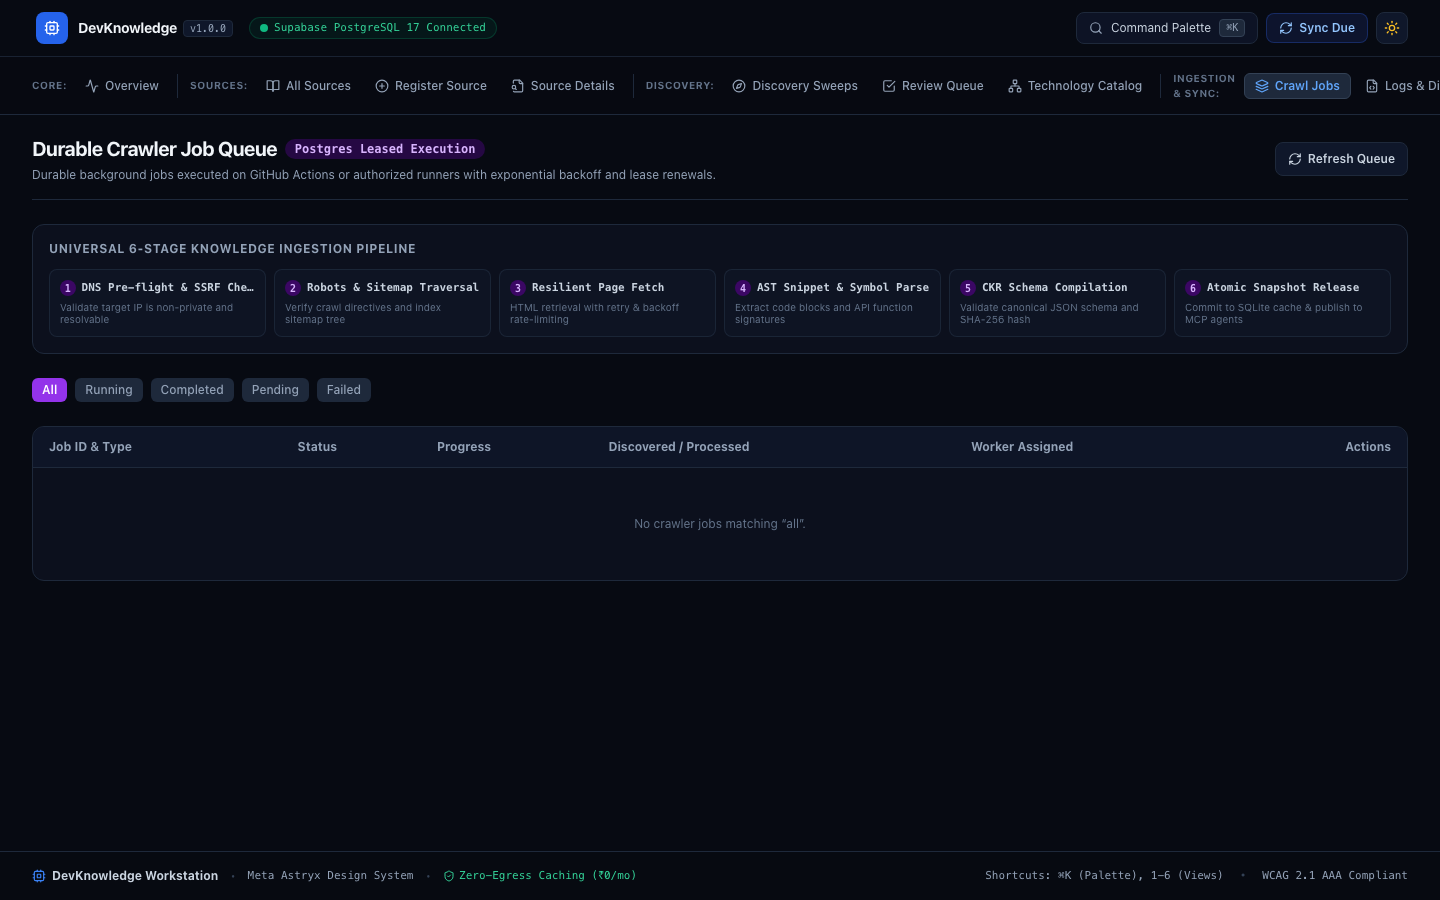 DevKnowledge v1.0.0 Supabase PostgreSQL 17 Connected Command Palette ⌘K Sync Due
CORE: Overview SOURCES: All Sources Register Source Source Details DISCOVERY: Discovery Sweeps Review Queue Technology Catalog INGESTION & SYNC: Crawl Jobs Logs & Di
Durable Crawler Job Queue Postgres Leased Execution
Durable background jobs executed on GitHub Actions or authorized runners with exponential backoff and lease renewals.
Refresh Queue
UNIVERSAL 6-STAGE KNOWLEDGE INGESTION PIPELINE
1 DNS Pre-flight & SSRF Che…
Validate target IP is non-private and
resolvable
2 Robots & Sitemap Traversal
Verify crawl directives and index
sitemap tree
3 Resilient Page Fetch
HTML retrieval with retry & backoff
rate-limiting
4 AST Snippet & Symbol Parse
Extract code blocks and API function
signatures
5 CKR Schema Compilation
Validate canonical JSON schema and
SHA-256 hash
6 Atomic Snapshot Release
Commit to SQLite cache & publish to
MCP agents
All Running Completed Pending Failed
Job ID & Type Status Progress Discovered / Processed Worker Assigned Actions
No crawler jobs matching “all”.
DevKnowledge Workstation • Meta Astryx Design System • Zero-Egress Caching (₹0/mo) Shortcuts: ⌘K (Palette), 1-6 (Views) • WCAG 2.1 AAA Compliant